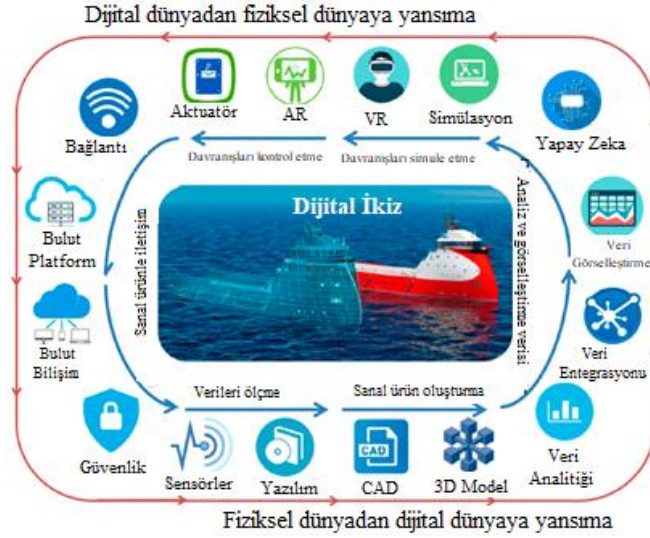 Dijital dünyadan fiziksel dünyaya yansıma
Aktuatör
AR
VR
Simülasyon
Bağlantı
Yapay Zeka
Davranışları kontrol etme
Davranışları simule etme
Dijital İkiz
Bulut
Platform
Sanal ürünle iletişim
Analiz ve görselleştirme verisi
Veri
Görselleştirme
Bulut
Bilişim
Veri
Entegrasyonu
Verileri ölçme
Sanal ürün oluşturma
Güvenlik
Sensörler
Yazılım
CAD
CAD
3D Model
Veri
Analitiği
Fiziksel dünyadan dijital dünyaya yansıma